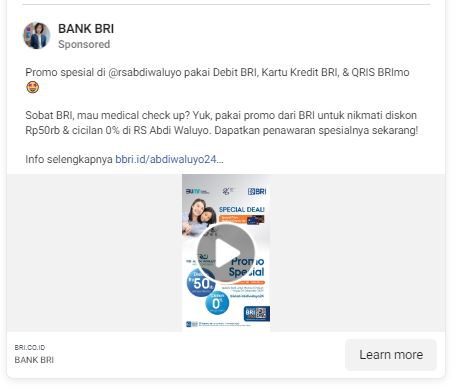 BANK BRI
Sponsored
Promo spesial di @rsabdiwaluyo pakai Debit BRI, Kartu Kredit BRI, & QRIS BRImo
🤩
Sobat BRI, mau medical check up? Yuk, pakai promo dari BRI untuk nikmati diskon
Rp50rb & cicilan 0% di RS Abdi Waluyo. Dapatkan penawaran spesialnya sekarang!
Info selengkapnya bbri.id/abdiwaluyo24...
BRI
SPECIAL DEAL!
Promo
Spesial
50
0%
BRI
BRI.CO.ID
BANK BRI
Learn more